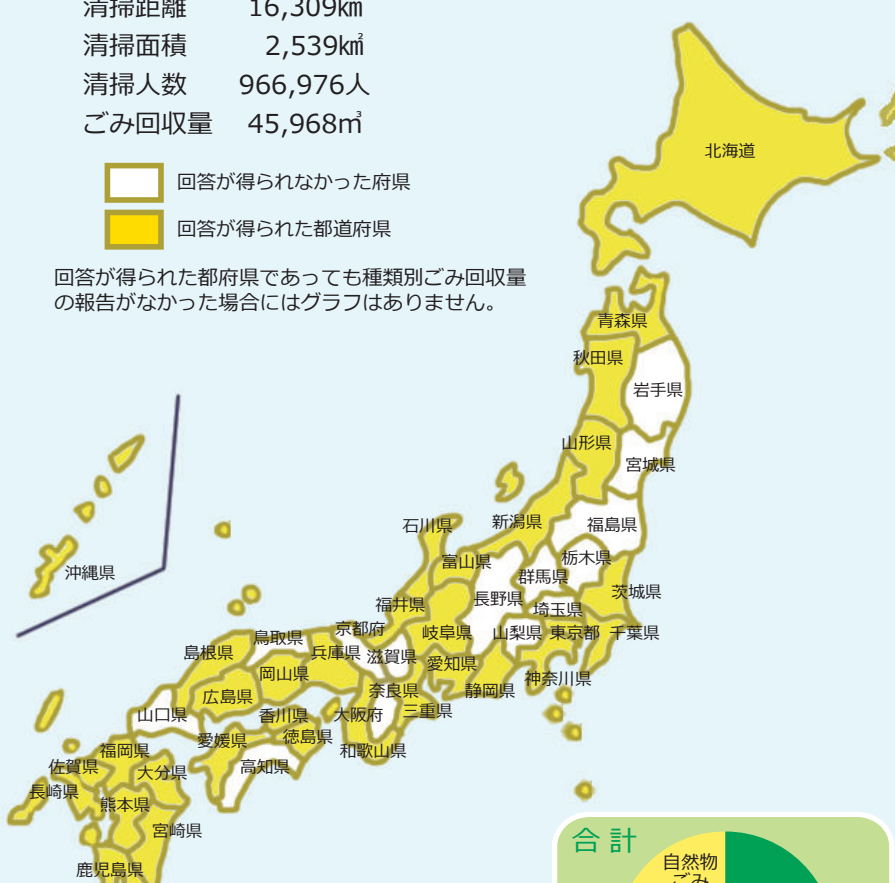 清掃距離 16,309㎞
清掃面積 2,539㎢
清掃人数 966,976人
ごみ回収量 45,968㎥
回答が得られなかった府県
回答が得られた都道府県
回答が得られた都府県であっても種類別ごみ回収量
の報告がなかった場合にはグラフはありません。
北海道
青森県
秋田県
岩手県
山形県
宮城県
石川県
新潟県
福島県
富山県
栃木県
沖縄県
群馬県
茨城県
長野県
福井県
埼玉県
京都府
岐阜県
山梨県
東京都
千葉県
鳥取県
島根県
兵庫県
滋賀県
愛知県
岡山県
神奈川県
奈良県
静岡県
広島県
三重県
山口県
香川県
大阪府
徳島県
愛媛県
福岡県
和歌山県
佐賀県
大分県
高知県
長崎県
熊本県
宮崎県
合計
自然物
ごみ
鹿児島県